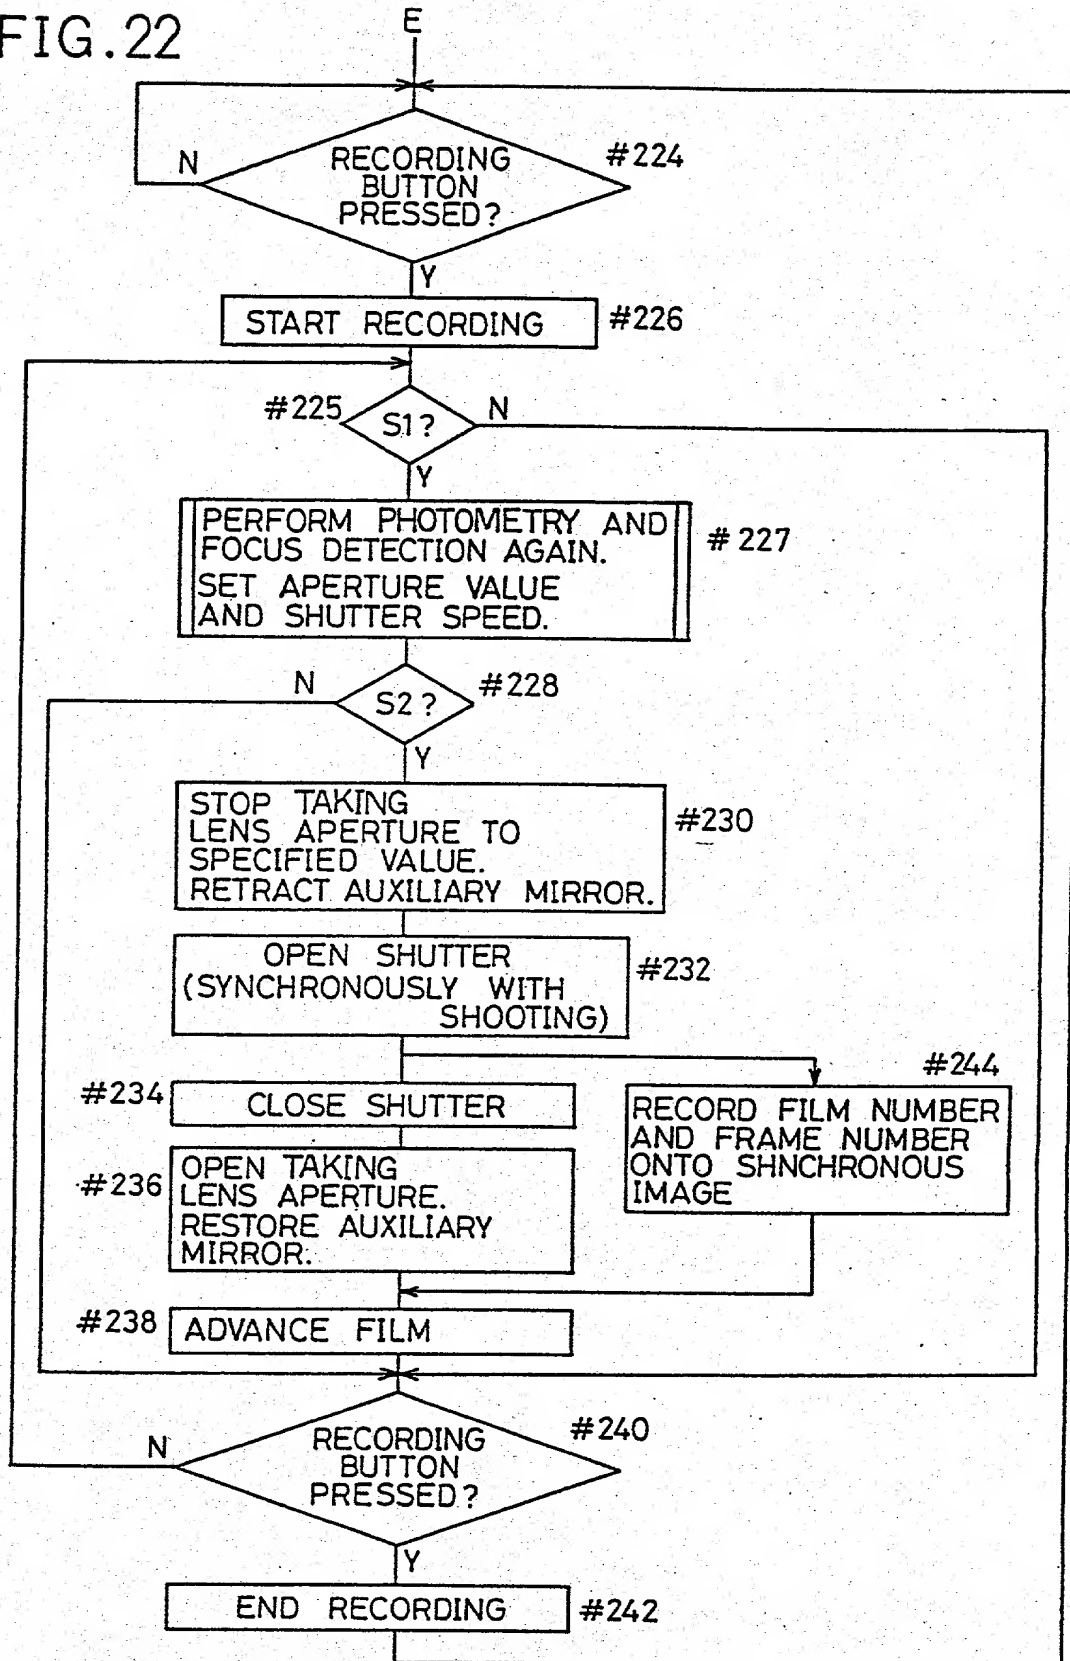 FIG.22
E
RECORDING
BUTTON
PRESSED?
#224
N
Y
START RECORDING
#226
#225
S1?
N
Y
PERFORM PHOTOMETRY AND
FOCUS DETECTION AGAIN.
SET APERTURE VALUE
AND SHUTTER SPEED.
#227
N
S2?
#228
Y
STOP TAKING
LENS APERTURE TO
SPECIFIED VALUE.
RETRACT AUXILIARY MIRROR.
#230
OPEN SHUTTER
(SYNCHRONOUSLY WITH
SHOOTING)
#232
#234
CLOSE SHUTTER
#244
RECORD FILM NUMBER
AND FRAME NUMBER
ONTO SHNCHRONOUS
IMAGE
#236
OPEN TAKING
LENS APERTURE.
RESTORE AUXILIARY
MIRROR.
#238
ADVANCE FILM
N
RECORDING
BUTTON
PRESSED?
#240
Y
END RECORDING
#242